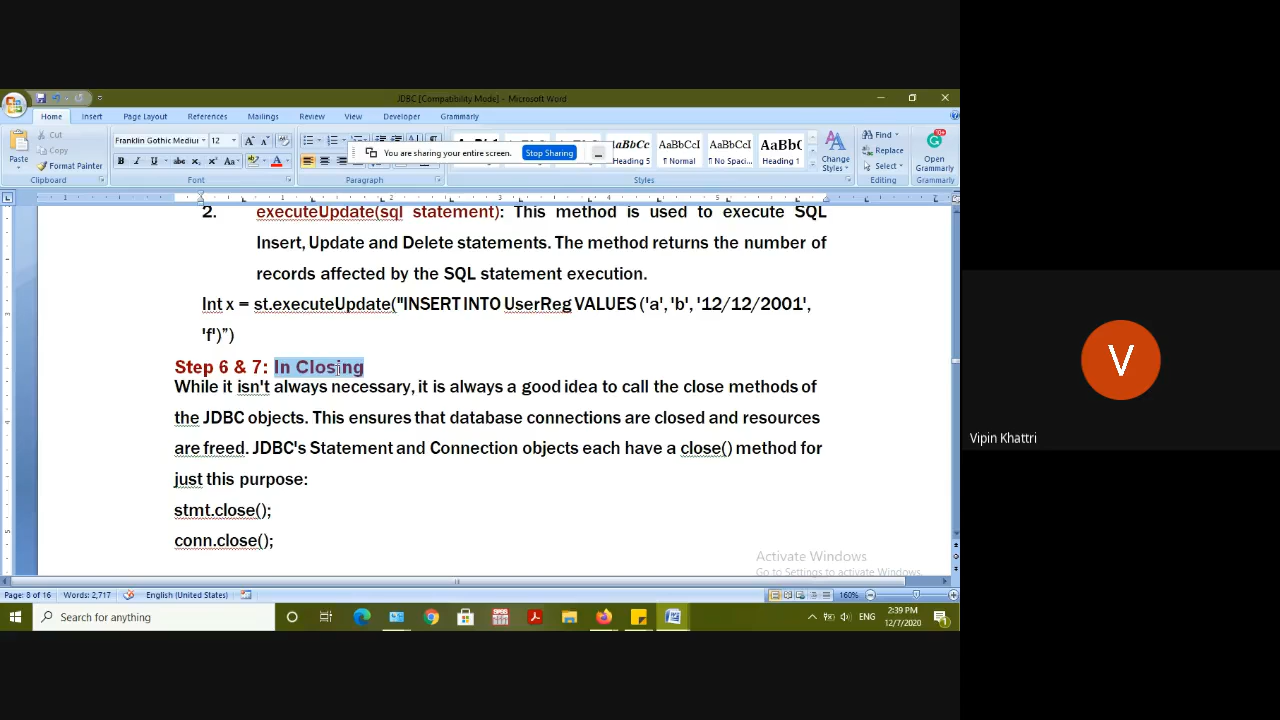 JDBC [Compatibility Mode] - Microsoft Word
Home Insert Page Layout References Mailings Review View Developer Grammarly
Cut
Copy
Format Painter
Paste
Clipboard
Franklin Gothic Mediu 12
Font
Paragraph
You are sharing your entire screen. Stop Sharing
AaBbCc AaBbCcI AaBbCcI AaBb(
Heading 5 ¶ Normal ¶ No Spaci... Heading 1
Change Styles
Styles
Find
Replace
Select
Editing
Open Grammarly
Grammarly
2. executeUpdate(sql statement): This method is used to execute SQL
Insert, Update and Delete statements. The method returns the number of
records affected by the SQL statement execution.
Int x = st.executeUpdate("INSERT INTO UserReg VALUES ('a','b', '12/12/2001',
'f')”)
Step 6 & 7: In Closing
While it isn't always necessary, it is always a good idea to call the close methods of
the JDBC objects. This ensures that database connections are closed and resources
are freed. JDBC's Statement and Connection objects each have a close() method for
just this purpose:
stmt.close();
conn.close();
Activate Windows
Go to Settings to activate Windows.
Page: 8 of 16 Words: 2,717 English (United States) 160%
Search for anything
ENG
2:39 PM
12/7/2020
V
Vipin Khattri